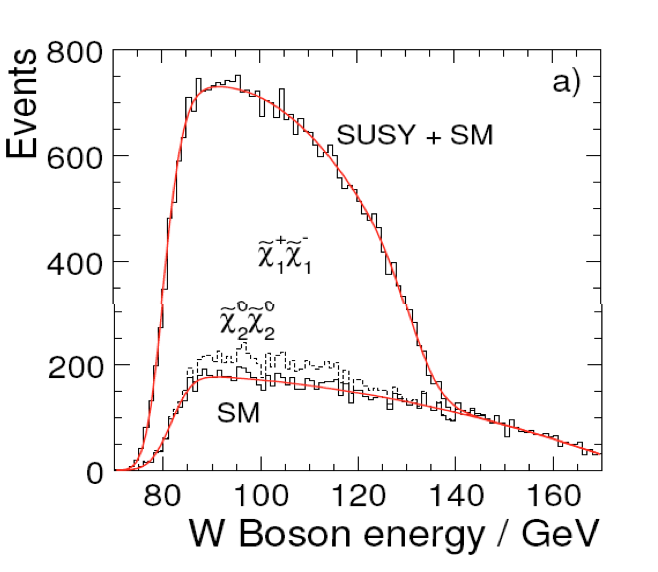 800
600
400
200
0
Events
a)
SUSY + SM
χ̃₁⁺χ̃₁⁻
χ̃₂⁰χ̃₂⁰
SM
80 100 120 140 160
W Boson energy / GeV